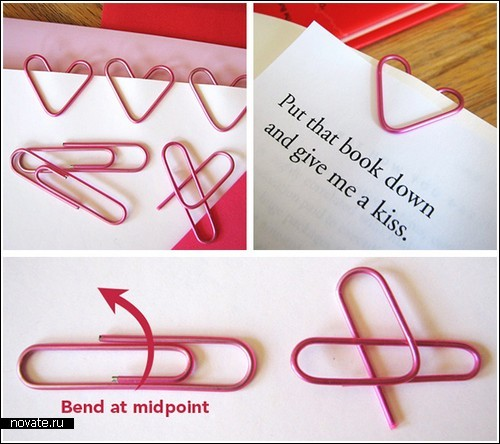 Put that book down
and give me a kiss.
Bend at midpoint
novate.ru